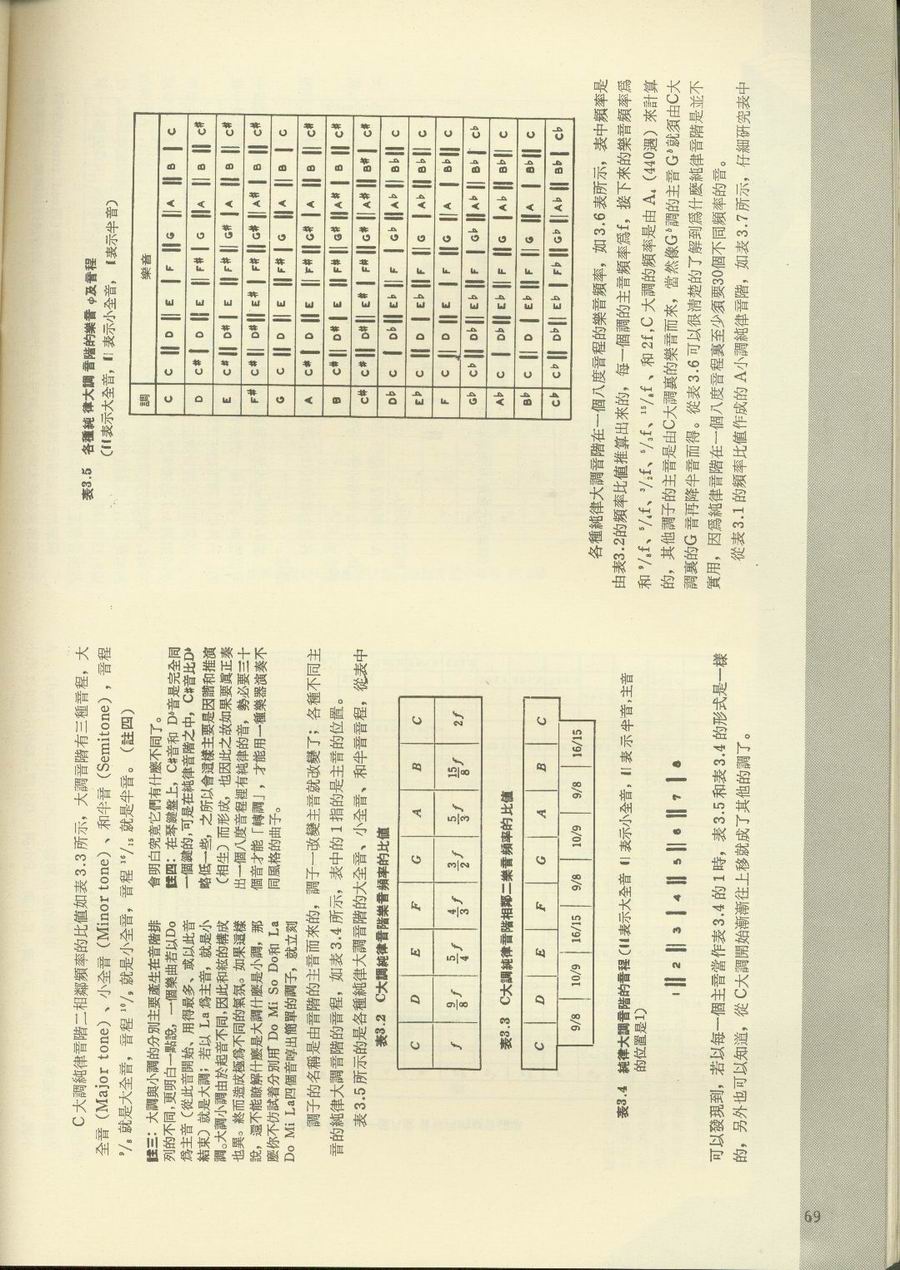 C 大調純律音階二相鄰頻率的比值如表 3.3 所示，大調音階有三種音程，大
全音（Major tone）、小全音（Minor tone）、和半音（Semitone），音程
⁹/₈ 就是大全音，音程 ¹⁰/₉ 就是小全音，音程 ¹⁶/₁₅ 就是半音。（註四）
註三：大調與小調的分別主要產生在音階排
列的不同，更明白一點說，一個樂曲若以Do
爲主音（從此音開始、用得最多、或以此音
結束）就是大調；若以 La 爲主音，就是小
調。大調小調由於起音不同，因此和絃的構成
也異。終而造成極爲不同的氣氛。如果這樣
說，還不能瞭解什麼是大調什麼是小調，那
麼你不仿試着分別用 Do Mi So Do和 La
Do Mi La四個音哼出簡單的調子，就立刻
會明白究竟它們有什麼不同了。
註四：在琴鍵盤上，C#音和 Dᵇ音是完全同
一個鍵的，可是在純律音階之中，C#音比Dᵇ
略低一些，之所以會這樣主要是因諧和推演
（相生）而形成，也因此之故如果要眞正奏
出一個八度音程裡才有純律的音，勢必要三十
個音才能「轉調」，才能用一種樂器演奏不
同風格的曲子。
調子的名稱是由音階的主音而來的，調子一改變主音就改變了；各種不同主
音的純律大調音階的音程，如表 3.4 所示，表中的 1 指的是主音的位置。
表 3.5 所示的是各種純律大調音階的大全音、小全音、和半音音程，從表中
表3.2 C大調純律音階樂音頻率的比值
C D E F G A B C
f 9/8 f 5/4 f 4/3 f 3/2 f 5/3 f 15/8 f 2f
表3.3 C大調純律音階相鄰二樂音頻率的比值
C D E F G A B C
9/8 10/9 16/15 9/8 10/9 9/8 16/15
表3.4 純律大調音階的音程（|||表示大全音 ||表示小全音，|表示半音，主音
的位置是1）
1 ||| 2 || 3 | 4 ||| 5 || 6 ||| 7 | 8
可以發現到，若以每一個主音當作表 3.4 的 1 時，表 3.5 和表 3.4 的形式是一樣
的，另外也可以知道，從 C大調開始漸漸往上移就成了其他的調了。
表3.5 各種純律大調音階的樂音及音程
（|||表示大全音，||表示小全音，|表示半音）
調 樂音
C C D E F G A B C
D C# D E F# G A B C#
E C# D# E F# G# A B C#
F# C# D# E# F# G# A# B C#
G C D E F# G A B C
A C# D E F# G# A B C#
B C# D# E F# G# A# B C#
C# C# D# E# F# G# A# B# C#
D♭ C D♭ E♭ F G♭ A♭ B♭ C
E♭ C D E♭ F G A♭ B♭ C
F C D E F G A B♭ C
G♭ C♭ D♭ E♭ F G♭ A♭ B♭ C♭
A♭ C D♭ E♭ F G A♭ B♭ C
B♭ C D E♭ F G A B♭ C
C♭ C♭ D♭ E♭ F♭ G♭ A♭ B♭ C♭
各種純律大調音階在一個八度音程的樂音頻率，如 3.6 表所示，表中頻率是
由表3.2的頻率比值推算出來的，每一個調的主音頻率爲f，接下來的樂音頻率爲
和 ⁹/₈f、⁵/₄f、³/₂f、⁵/₃f、¹⁵/₈f、和 2f，C 大調的頻率是由 A₄（440週）來計算
的，其他調子的主音是由C大調裏的樂音而來，當然像Gᵇ調的主音 Gᵇ就須由C大
調裏的G 音再降半音而得。從表 3.6 可以很清楚的了解到爲什麼純律音階是並不
實用，因爲純律音階在一個八度音程裏至少須要30個不同頻率的音。
從表 3.1 的頻率比值作成的 A小調純律音階，如表 3.7 所示，仔細研究表中
69